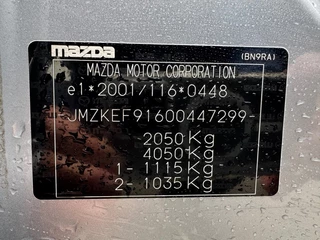 mazda
(BN9RA)
MAZDA MOTOR CORPORATION
e1*2001/116*0448
-JMZKEF91600447299-
2050Kg
4050Kg
1- 1115Kg
2- 1035Kg